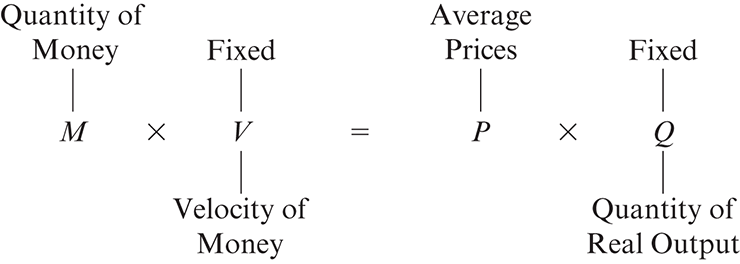 Quantity of Money
Fixed
Average Prices
Fixed
M × V = P × Q
Velocity of Money
Quantity of Real Output